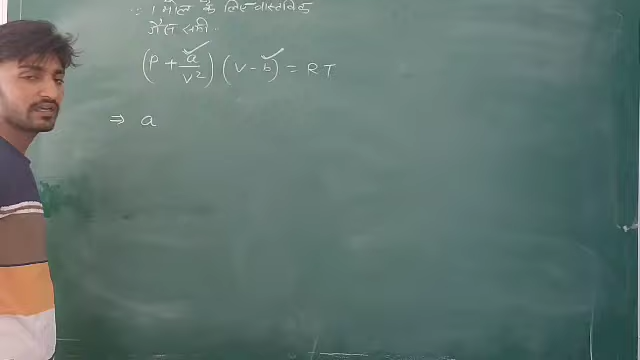 ∵ 1 मोल के लिए वास्तविक
गैस समी.
(P + a/V²) (V - b) = RT
⇒ a